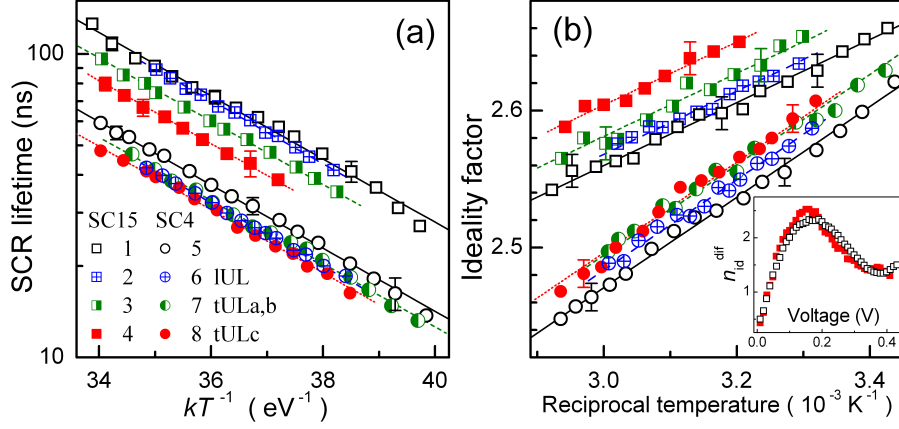 (a)
SCR lifetime (ns)
100
10
SC15 SC4
1 5
2 6 lUL
3 7 tULa,b
4 8 tULc
34 36 38 40
kT⁻¹ ( eV⁻¹ )
(b)
Ideality factor
2.6
2.5
3.0 3.2 3.4
Reciprocal temperature ( 10⁻³ K⁻¹ )
n_id^dif
2
1
0.0 0.2 0.4
Voltage (V)